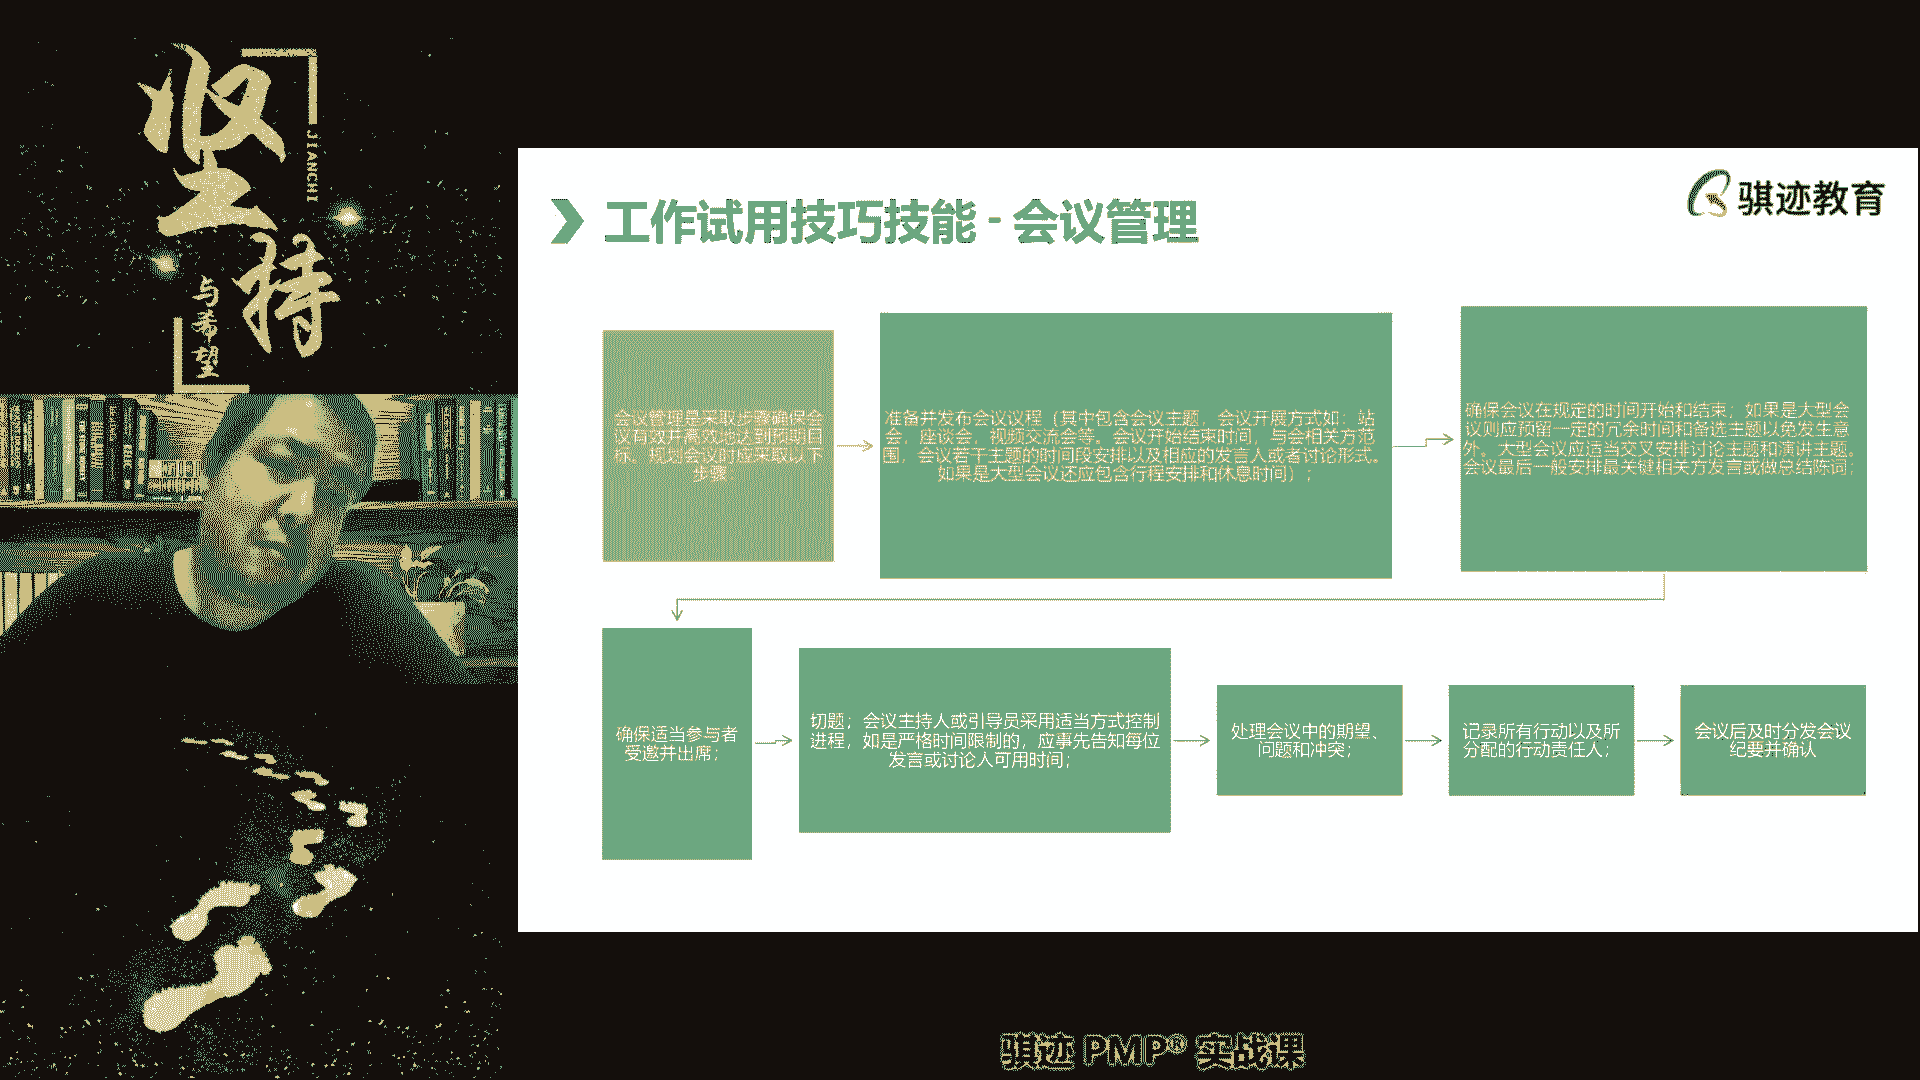 坚持
JIANCHI
与希望
工作试用技巧技能 - 会议管理
骐迹教育
会议管理是采取步骤确保会
议有效并高效地达到预期目
标。规划会议时应采取以下
步骤:
准备并发布会议议程（其中包含会议主题，会议开展方式如：站
会，座谈会，视频交流会等。会议开始结束时间，与会相关方范
围，会议若干主题的时间段安排以及相应的发言人或者讨论形式。
如果是大型会议还应包含行程安排和休息时间）；
确保会议在规定的时间开始和结束；如果是大型会
议则应预留一定的冗余时间和备选主题以免发生意
外。大型会议应适当交叉安排讨论主题和演讲主题。
会议最后一般安排最关键相关方发言或做总结陈词；
确保适当参与者
受邀并出席；
切题；会议主持人或引导员采用适当方式控制
进程，如是严格时间限制的，应事先告知每位
发言或讨论人可用时间；
处理会议中的期望、
问题和冲突；
记录所有行动以及所
分配的行动责任人；
会议后及时分发会议
纪要并确认
骐迹 PMP® 实战课